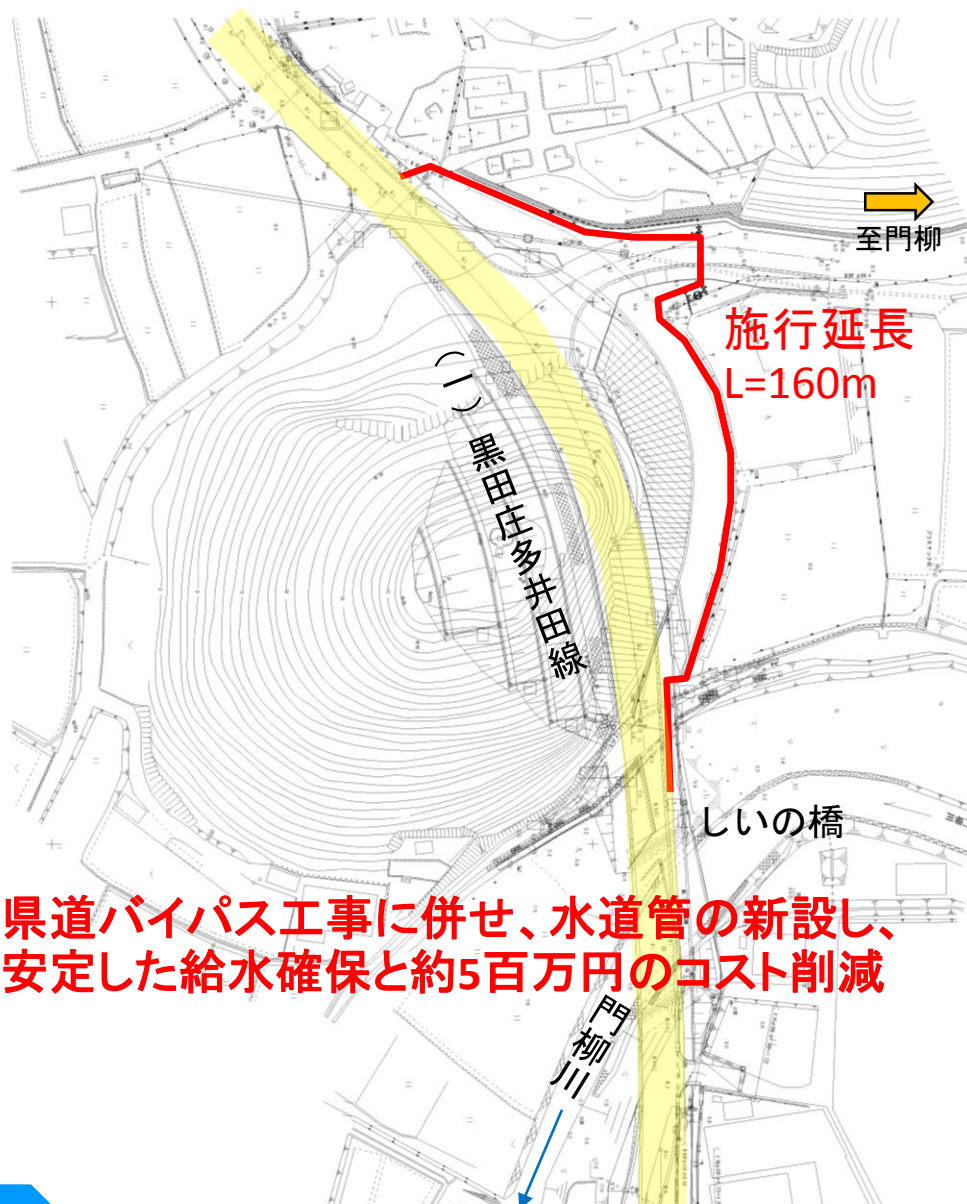 至門柳
施行延長
L=160m
(一)黒田庄多井田線
しいの橋
県道バイパス工事に併せ、水道管の新設し、
安定した給水確保と約5百万円のコスト削減
門柳川